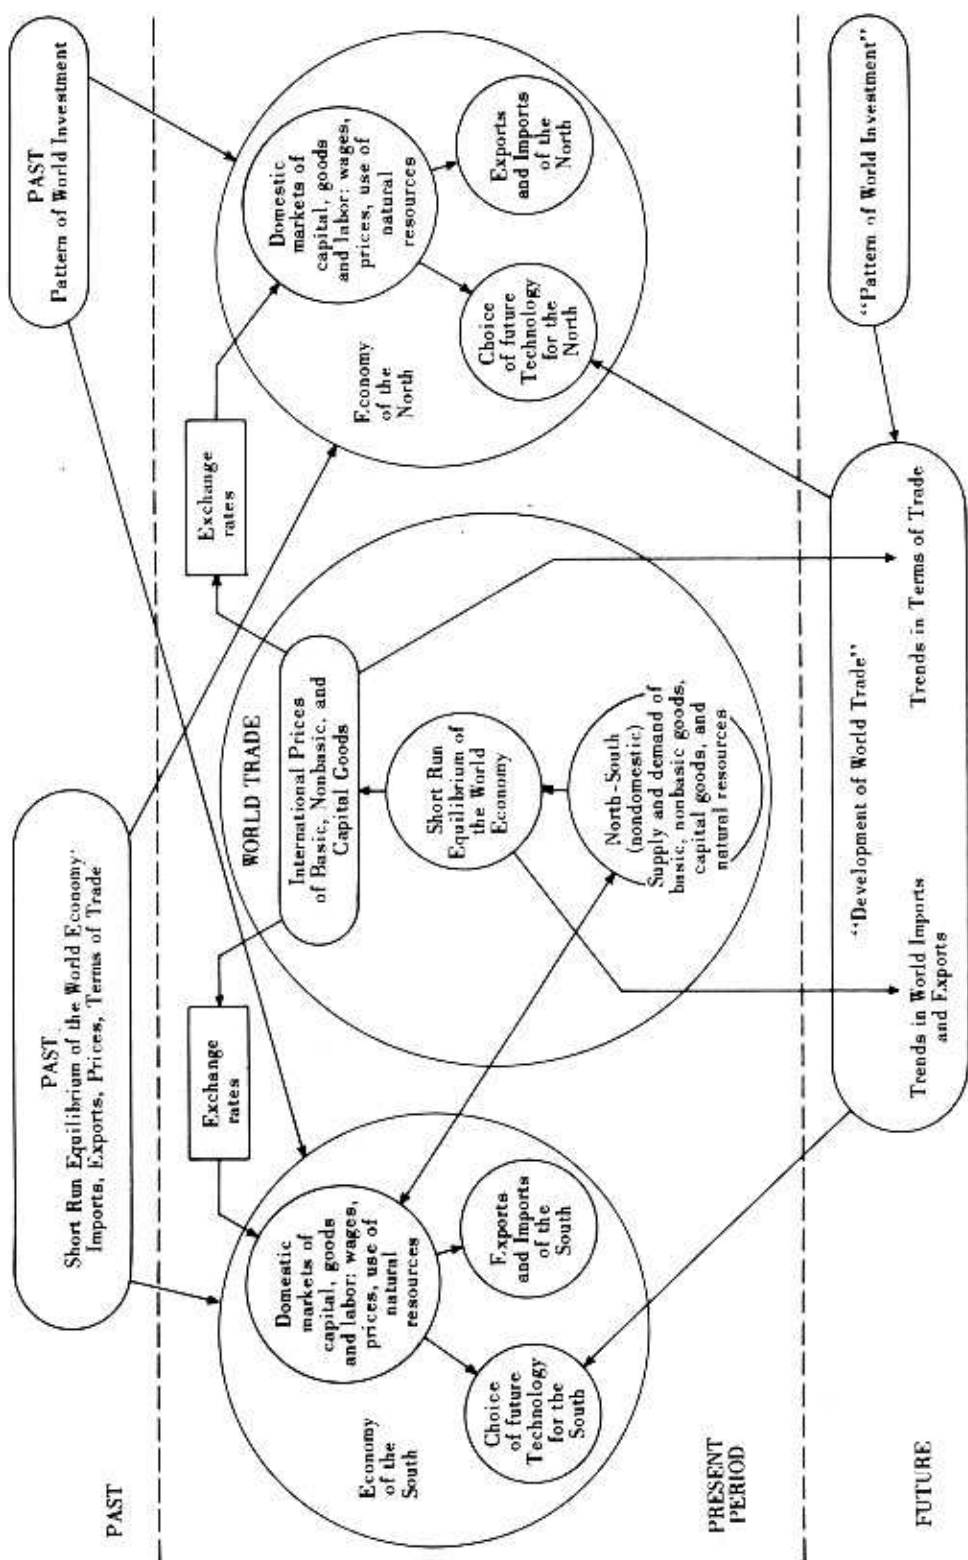 PAST
PAST
Short Run Equilibrium of the World Economy:
Imports, Exports, Prices, Terms of Trade
PAST
Pattern of World Investment
Economy
of the
South
Domestic
markets of
capital, goods
and labor: wages,
prices, use of
natural
resources
Choice
of future
Technology
for the
South
Exports
and Imports
of the
South
Exchange
rates
WORLD TRADE
International Prices
of Basic, Nonbasic, and
Capital Goods
Short Run
Equilibrium of
the World
Economy
North-South
(nondomestic)
Supply and demand of
basic, nonbasic goods,
capital goods, and
natural resources
Exchange
rates
Economy
of the
North
Domestic
markets of
capital, goods
and labor: wages,
prices, use of
natural
resources
Choice
of future
Technology
for the
North
Exports
and Imports
of the
North
PRESENT
PERIOD
FUTURE
“Development of World Trade”
Trends in World Imports
and Exports
Trends in Terms of Trade
“Pattern of World Investment”